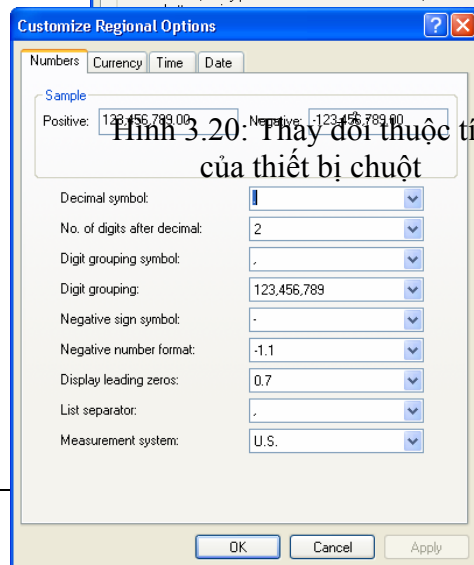 Customize Regional Options
Numbers Currency Time Date
Sample
Positive: 123,456,789.00 Negative: -123,456,789.00
Hình 3.20: Thay đổi thuộc tí
của thiết bị chuột
Decimal symbol: .
No. of digits after decimal: 2
Digit grouping symbol: ,
Digit grouping: 123,456,789
Negative sign symbol: -
Negative number format: -1.1
Display leading zeros: 0.7
List separator: ,
Measurement system: U.S.
OK Cancel Apply